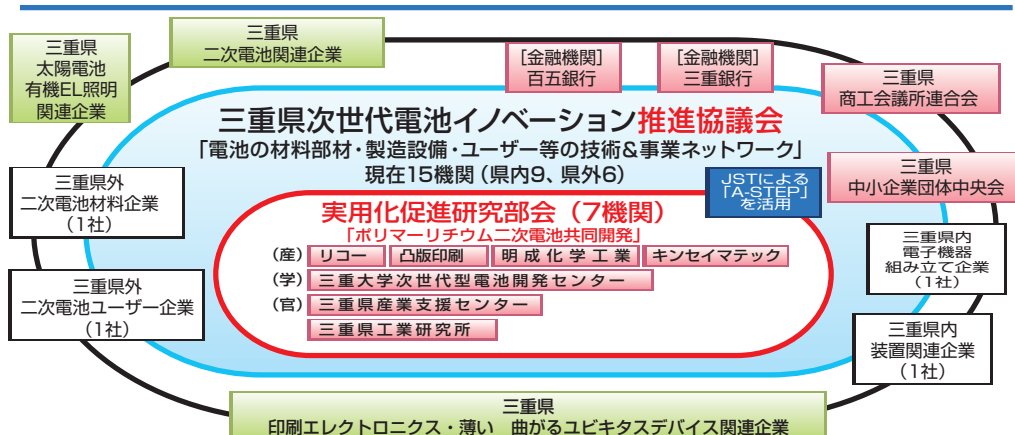 三重県
太陽電池
有機EL照明
関連企業
三重県
二次電池関連企業
[金融機関]
百五銀行
[金融機関]
三重銀行
三重県
商工会議所連合会
三重県次世代電池イノベーション推進協議会
「電池の材料部材・製造設備・ユーザー等の技術&事業ネットワーク」
現在15機関(県内9、県外6)
JSTによる
「A-STEP」
を活用
三重県
中小企業団体中央会
三重県外
二次電池材料企業
(1社)
実用化促進研究部会(7機関)
「ポリマーリチウム二次電池共同開発」
(産) リコー 凸版印刷 明成化学工業 キンセイマテック
(学) 三重大学次世代型電池開発センター
(官) 三重県産業支援センター
三重県工業研究所
三重県内
電子機器
組み立て企業
(1社)
三重県外
二次電池ユーザー企業
(1社)
三重県内
装置関連企業
(1社)
三重県
印刷エレクトロニクス・薄い 曲がるユビキタスデバイス関連企業